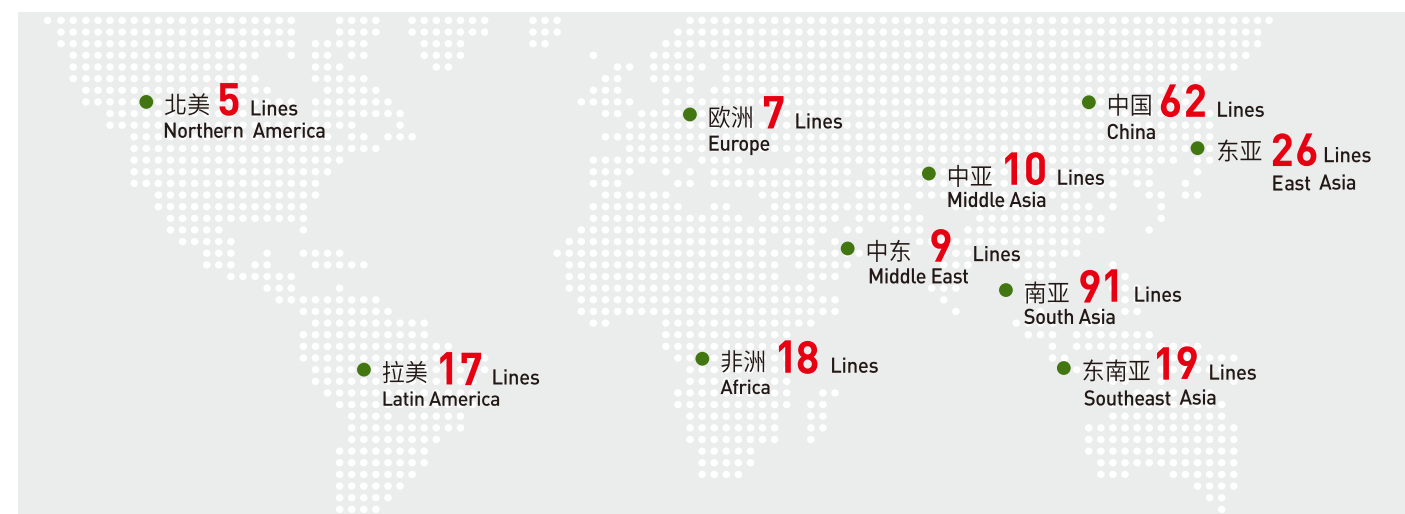 北美 5 Lines
Northern America
欧洲 7 Lines
Europe
中国 62 Lines
China
东亚 26 Lines
East Asia
中亚 10 Lines
Middle Asia
中东 9 Lines
Middle East
南亚 91 Lines
South Asia
拉美 17 Lines
Latin America
非洲 18 Lines
Africa
东南亚 19 Lines
Southeast Asia